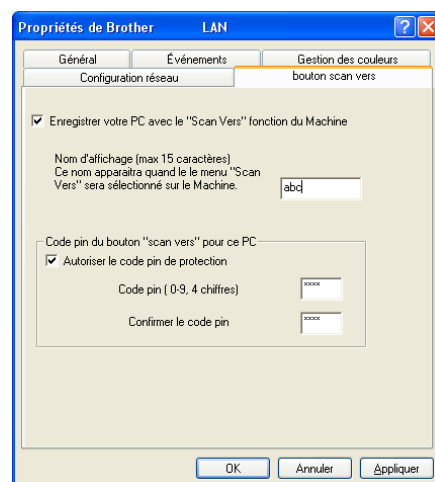 Propriétés de Brother LAN
Général Événements Gestion des couleurs
Configuration réseau bouton scan vers
Enregistrer votre PC avec le "Scan Vers" fonction du Machine
Nom d'affichage (max 15 caractères)
Ce nom apparaitra quand le le menu "Scan
Vers" sera sélectionné sur le Machine.
abc
Code pin du bouton "scan vers" pour ce PC
Autoriser le code pin de protection
Code pin ( 0-9, 4 chiffres) ××××
Confirmer le code pin ××××
OK Annuler Appliquer